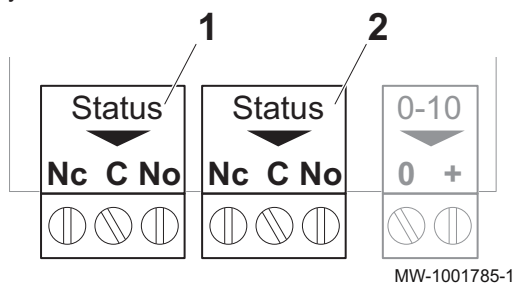 1 2
Status Status 0-10
Nc C No Nc C No 0 +
MW-1001785-1